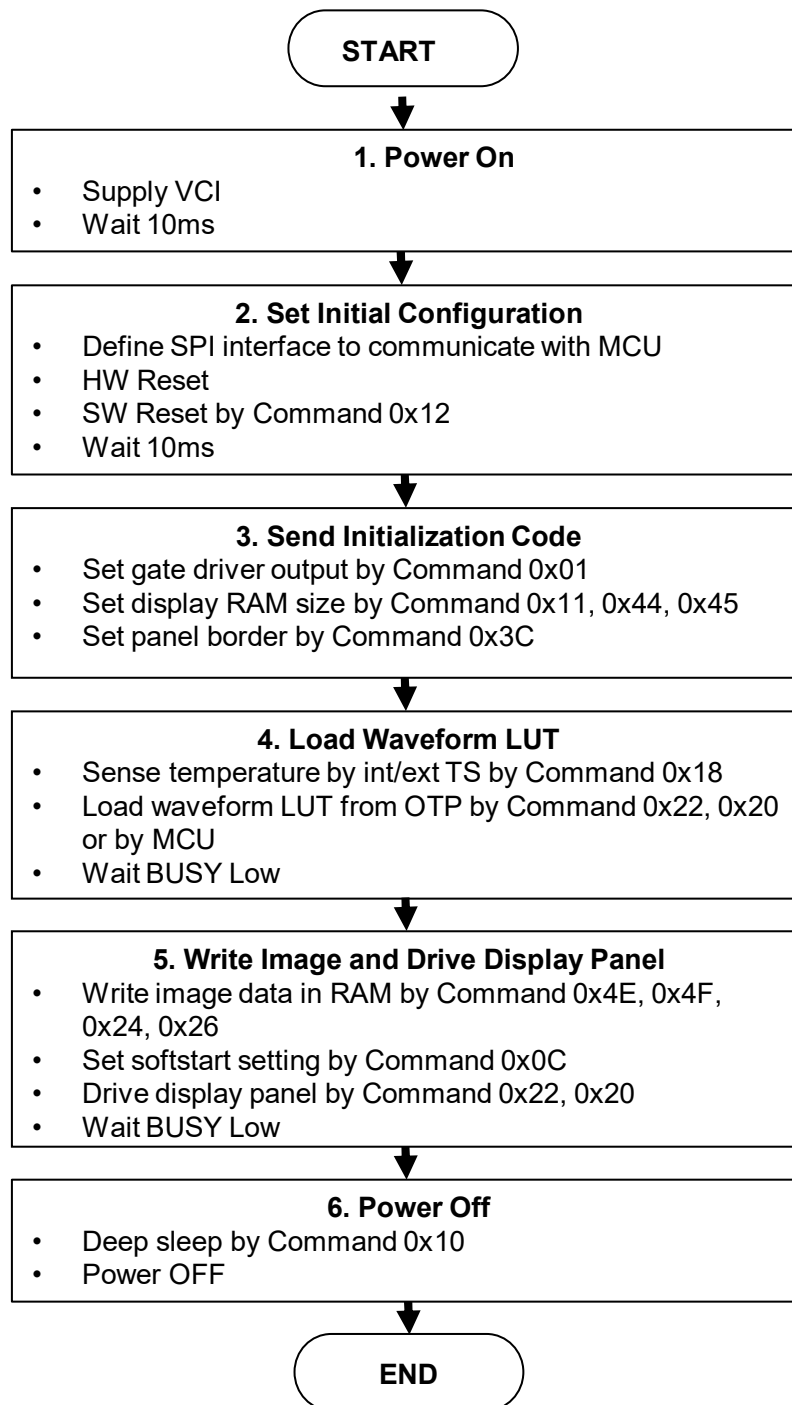 START
1. Power On
• Supply VCI
• Wait 10ms
2. Set Initial Configuration
• Define SPI interface to communicate with MCU
• HW Reset
• SW Reset by Command 0x12
• Wait 10ms
3. Send Initialization Code
• Set gate driver output by Command 0x01
• Set display RAM size by Command 0x11, 0x44, 0x45
• Set panel border by Command 0x3C
4. Load Waveform LUT
• Sense temperature by int/ext TS by Command 0x18
• Load waveform LUT from OTP by Command 0x22, 0x20
or by MCU
• Wait BUSY Low
5. Write Image and Drive Display Panel
• Write image data in RAM by Command 0x4E, 0x4F,
0x24, 0x26
• Set softstart setting by Command 0x0C
• Drive display panel by Command 0x22, 0x20
• Wait BUSY Low
6. Power Off
• Deep sleep by Command 0x10
• Power OFF
END